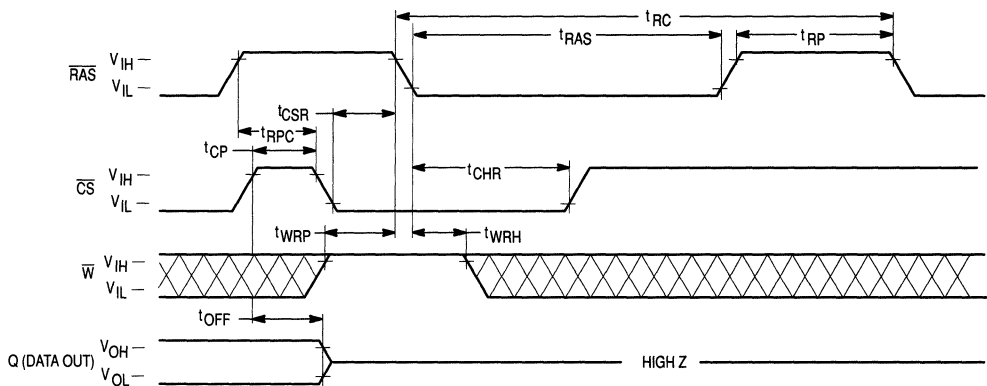 tRC
tRAS
tRP
RAS
VIH
VIL
tCSR
tRPC
tCP
CS
VIH
VIL
tCHR
tWRP
tWRH
W
VIH
VIL
tOFF
Q (DATA OUT)
VOH
VOL
HIGH Z